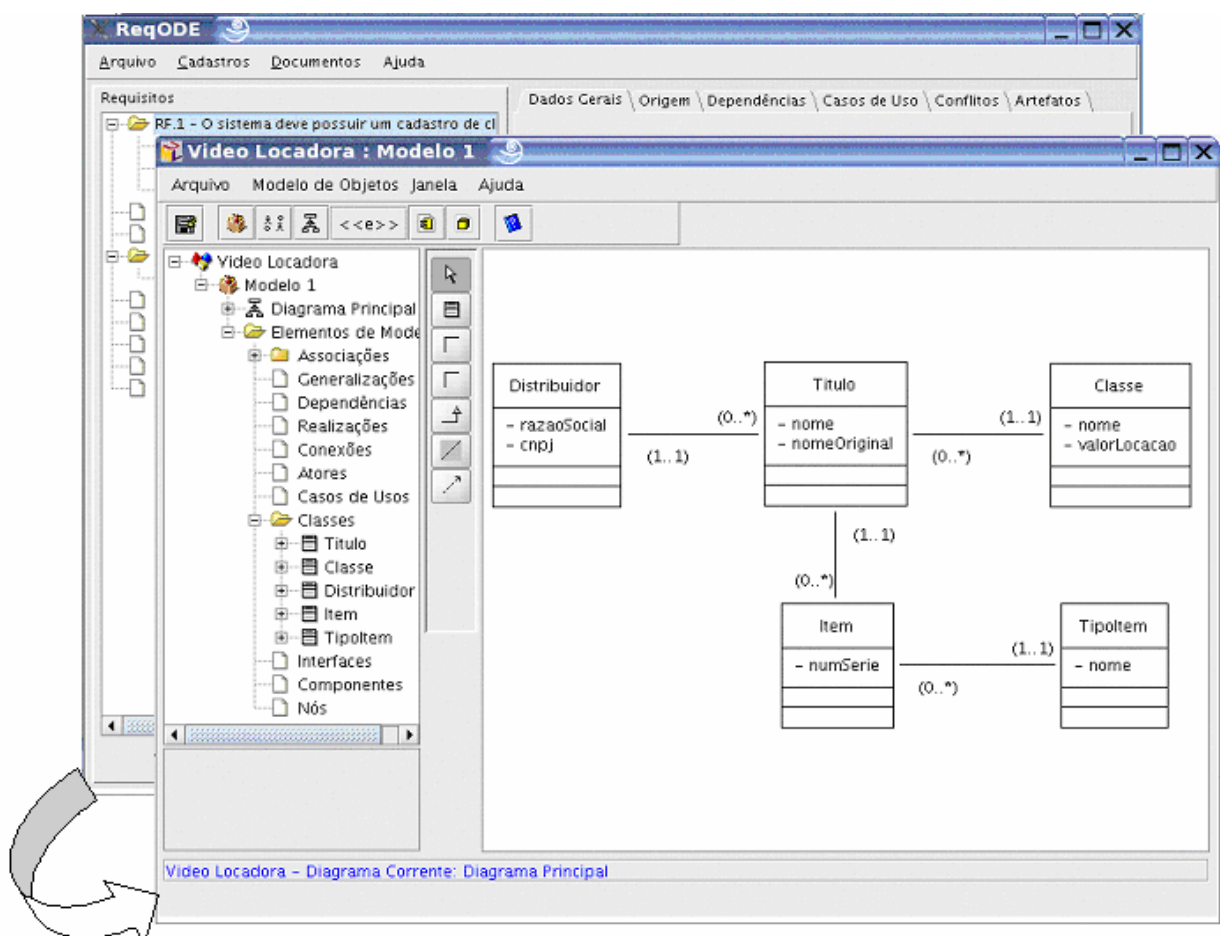 ReqODE
Arquivo Cadastros Documentos Ajuda
Requisitos
Dados Gerais Origem Dependências Casos de Uso Conflitos Artefatos
RF.1 - O sistema deve possuir um cadastro de cl
Video Locadora : Modelo 1
Arquivo Modelo de Objetos Janela Ajuda
<<e>>
Video Locadora
Modelo 1
Diagrama Principal
Elementos de Mode
Associações
Generalizações
Dependências
Realizações
Conexões
Atores
Casos de Usos
Classes
Titulo
Classe
Distribuidor
Item
TipoItem
Interfaces
Componentes
Nós
Distribuidor
- razaoSocial
- cnpj
(1..1)
(0..*)
Titulo
- nome
- nomeOriginal
(0..*)
(1..1)
Classe
- nome
- valorLocacao
(1..1)
(0..*)
Item
- numSerie
(0..*)
(1..1)
TipoItem
- nome
Video Locadora - Diagrama Corrente: Diagrama Principal